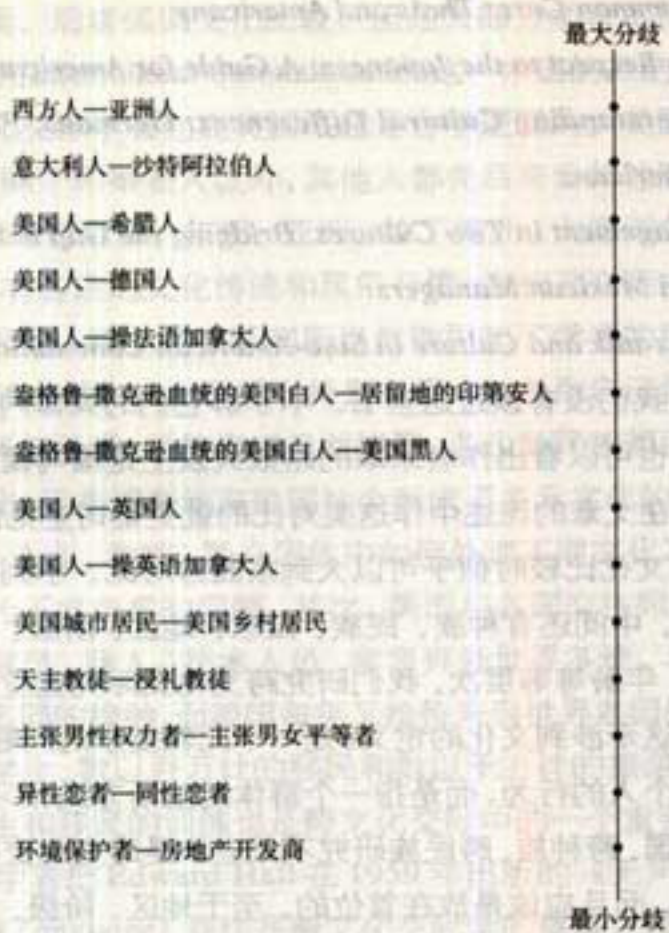 最大分歧
西方人—亚洲人
意大利人—沙特阿拉伯人
美国人—希腊人
美国人—德国人
美国人—操法语加拿大人
盎格鲁-撒克逊血统的美国白人—居留地的印第安人
盎格鲁-撒克逊血统的美国白人—美国黑人
美国人—英国人
美国人—操英语加拿大人
美国城市居民—美国乡村居民
天主教徒—浸礼教徒
主张男性权力者—主张男女平等者
异性恋者—同性恋者
环境保护者—房地产开发商
最小分歧